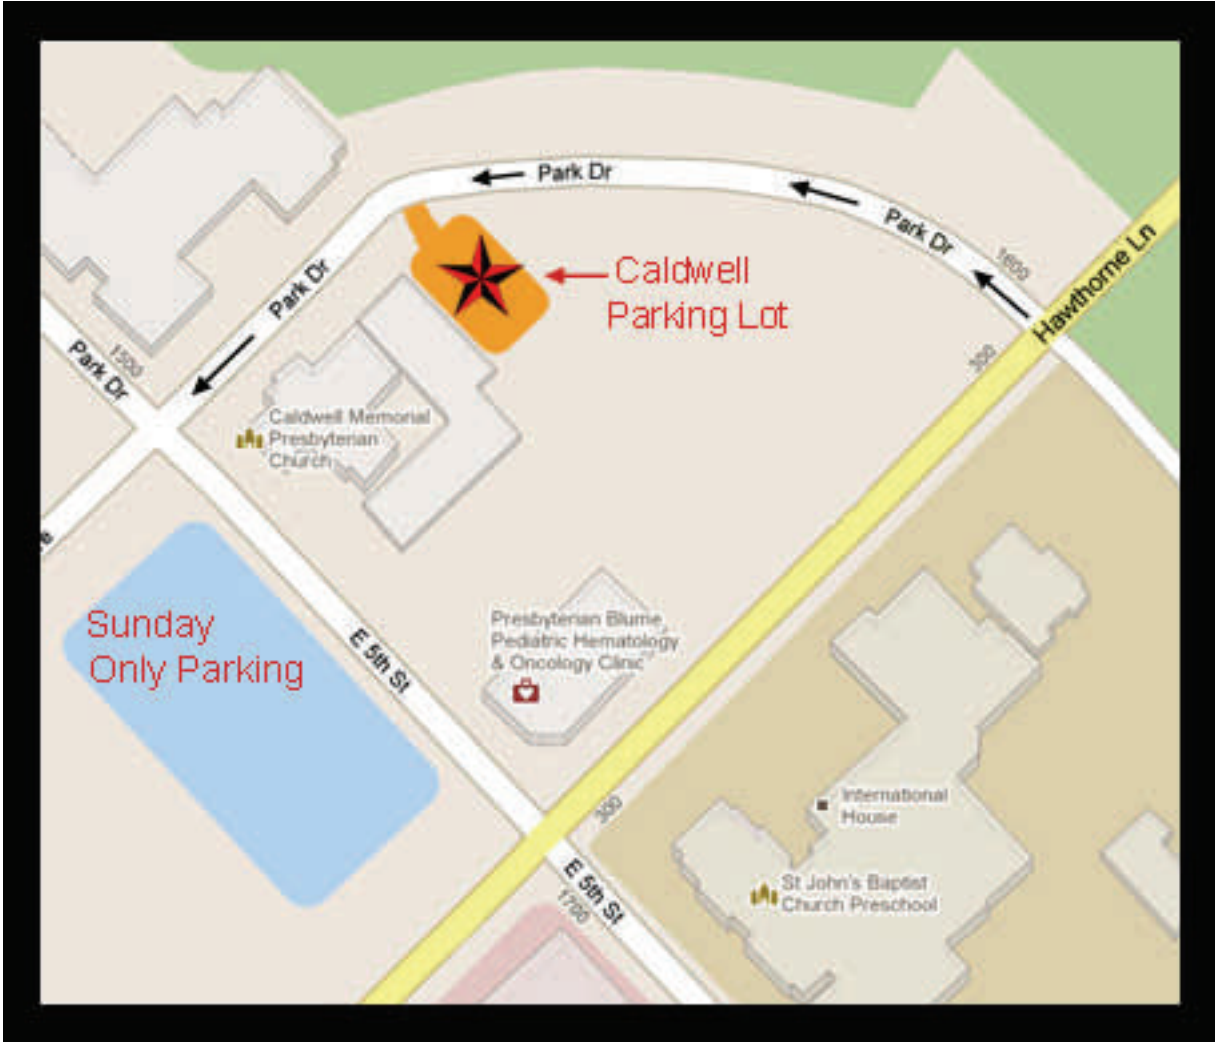 Park Dr
Park Dr
1600
Hawthorne Ln
Caldwell
Parking Lot
Park Dr
300
1500
Park Dr
Caldwell Memorial
Presbyterian
Church
Sunday
Only Parking
E 5th St
Presbyterian Blume
Pediatric Hematology
& Oncology Clinic
300
International
House
E 5th St
1700
St John's Baptist
Church Preschool